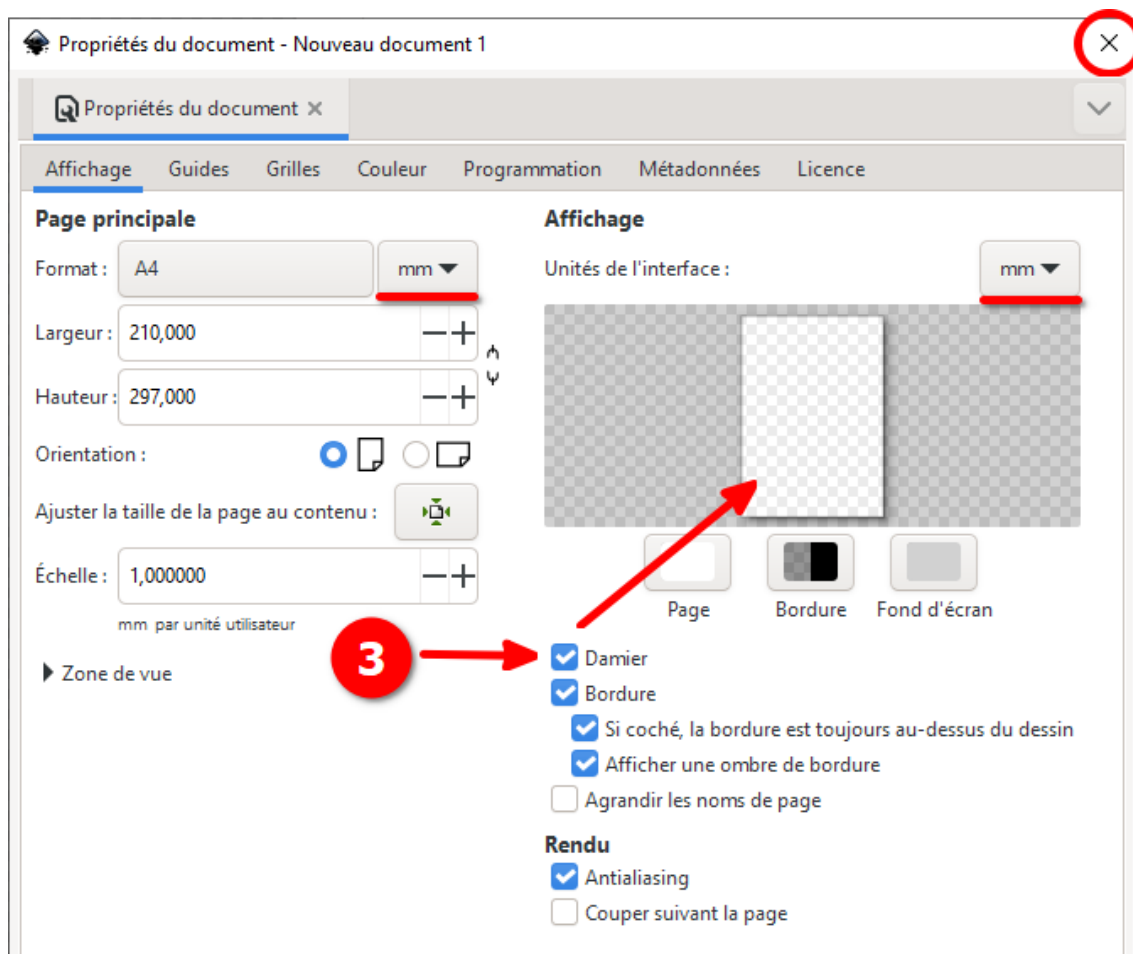 Propriétés du document - Nouveau document 1
Propriétés du document
Affichage Guides Grilles Couleur Programmation Métadonnées Licence
Page principale
Format : A4 mm
Largeur : 210,000
Hauteur : 297,000
Orientation :
Ajuster la taille de la page au contenu :
Échelle : 1,000000
mm par unité utilisateur
Zone de vue
3
Affichage
Unités de l'interface : mm
Page Bordure Fond d'écran
Damier
Bordure
Si coché, la bordure est toujours au-dessus du dessin
Afficher une ombre de bordure
Agrandir les noms de page
Rendu
Antialiasing
Couper suivant la page